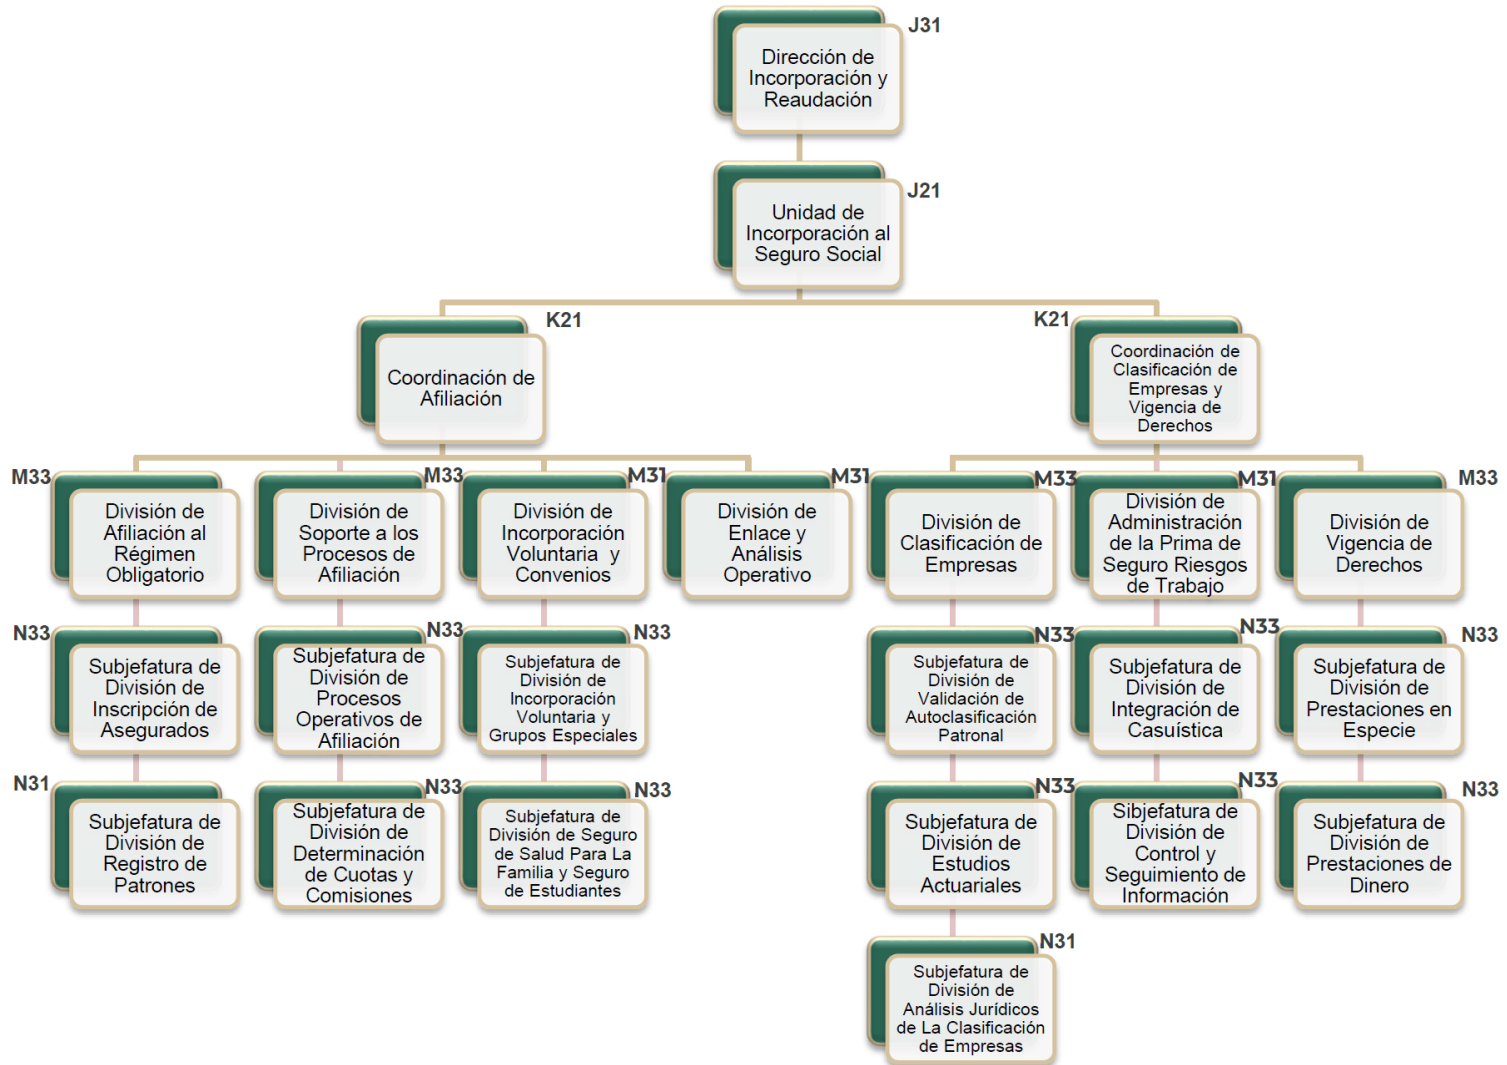 J31
Dirección de
Incorporación y
Reaudación
J21
Unidad de
Incorporación al
Seguro Social
K21
Coordinación de
Afiliación
K21
Coordinación de
Clasificación de
Empresas y
Vigencia de
Derechos
M33
División de
Afiliación al
Régimen
Obligatorio
M33
División de
Soporte a los
Procesos de
Afiliación
M31
División de
Incorporación
Voluntaria y
Convenios
M31
División de
Enlace y
Análisis
Operativo
M33
División de
Clasificación de
Empresas
M31
División de
Administración
de la Prima de
Seguro Riesgos
de Trabajo
M33
División de
Vigencia de
Derechos
N33
Subjefatura de
División de
Inscripción de
Asegurados
N33
Subjefatura de
División de
Procesos
Operativos de
Afiliación
N33
Subjefatura de
División de
Incorporación
Voluntaria y
Grupos Especiales
N33
Subjefatura de
División de
Validación de
Autoclasificación
Patronal
N33
Subjefatura de
División de
Integración de
Casuística
N33
Subjefatura de
División de
Prestaciones en
Especie
N31
Subjefatura de
División de
Registro de
Patrones
N33
Subjefatura de
División de
Determinación
de Cuotas y
Comisiones
N33
Subjefatura de
División de Seguro
de Salud Para La
Familia y Seguro
de Estudiantes
N33
Subjefatura de
División de
Estudios
Actuariales
N33
Sibjefatura de
División de
Control y
Seguimiento de
Información
N33
Subjefatura de
División de
Prestaciones de
Dinero
N31
Subjefatura de
División de
Análisis Jurídicos
de La Clasificación
de Empresas